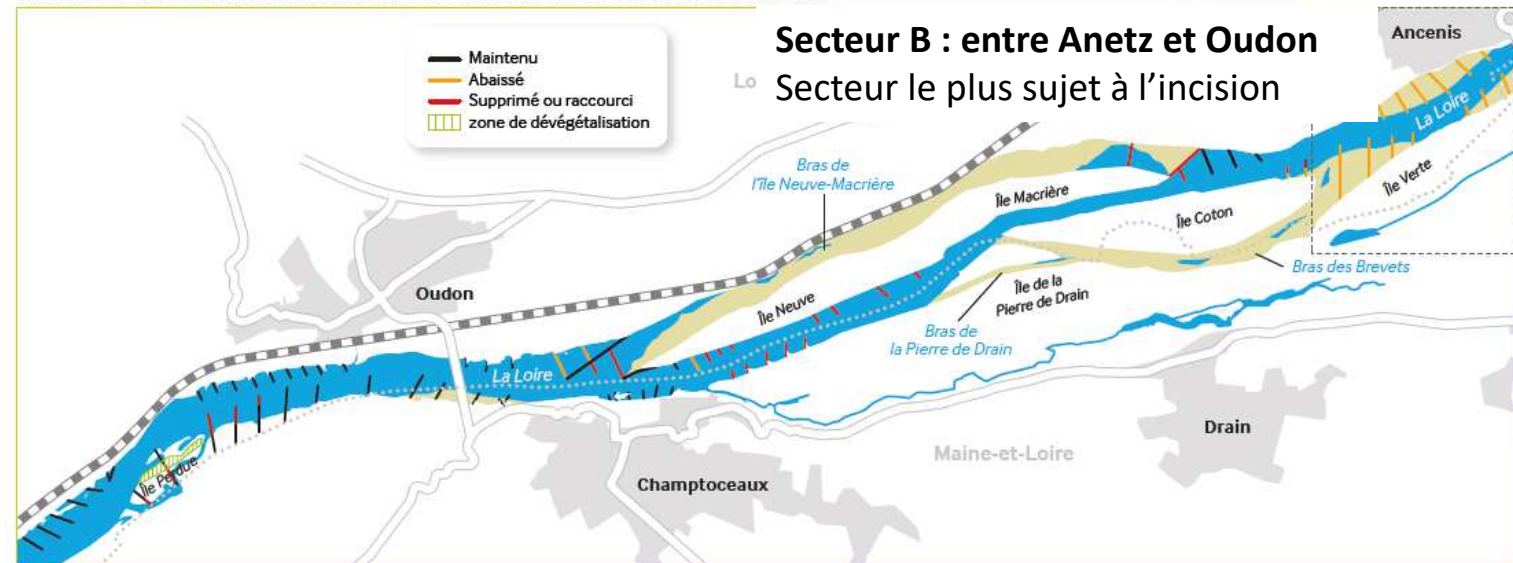 Secteur B : entre Anetz et Oudon
Secteur le plus sujet à l'incision
Maintenu
Abaissé
Supprimé ou raccourci
zone de dévégétalisation
Lo
Ancenis
La Loire
Bras de
l'île Neuve-Macrière
Île Macrière
Île Coton
Île Verte
Bras des Brevets
Île de la
Pierre de Drain
Île Neuve
Bras de
la Pierre de Drain
Oudon
La Loire
Île Perdue
Champtoceaux
Maine-et-Loire
Drain